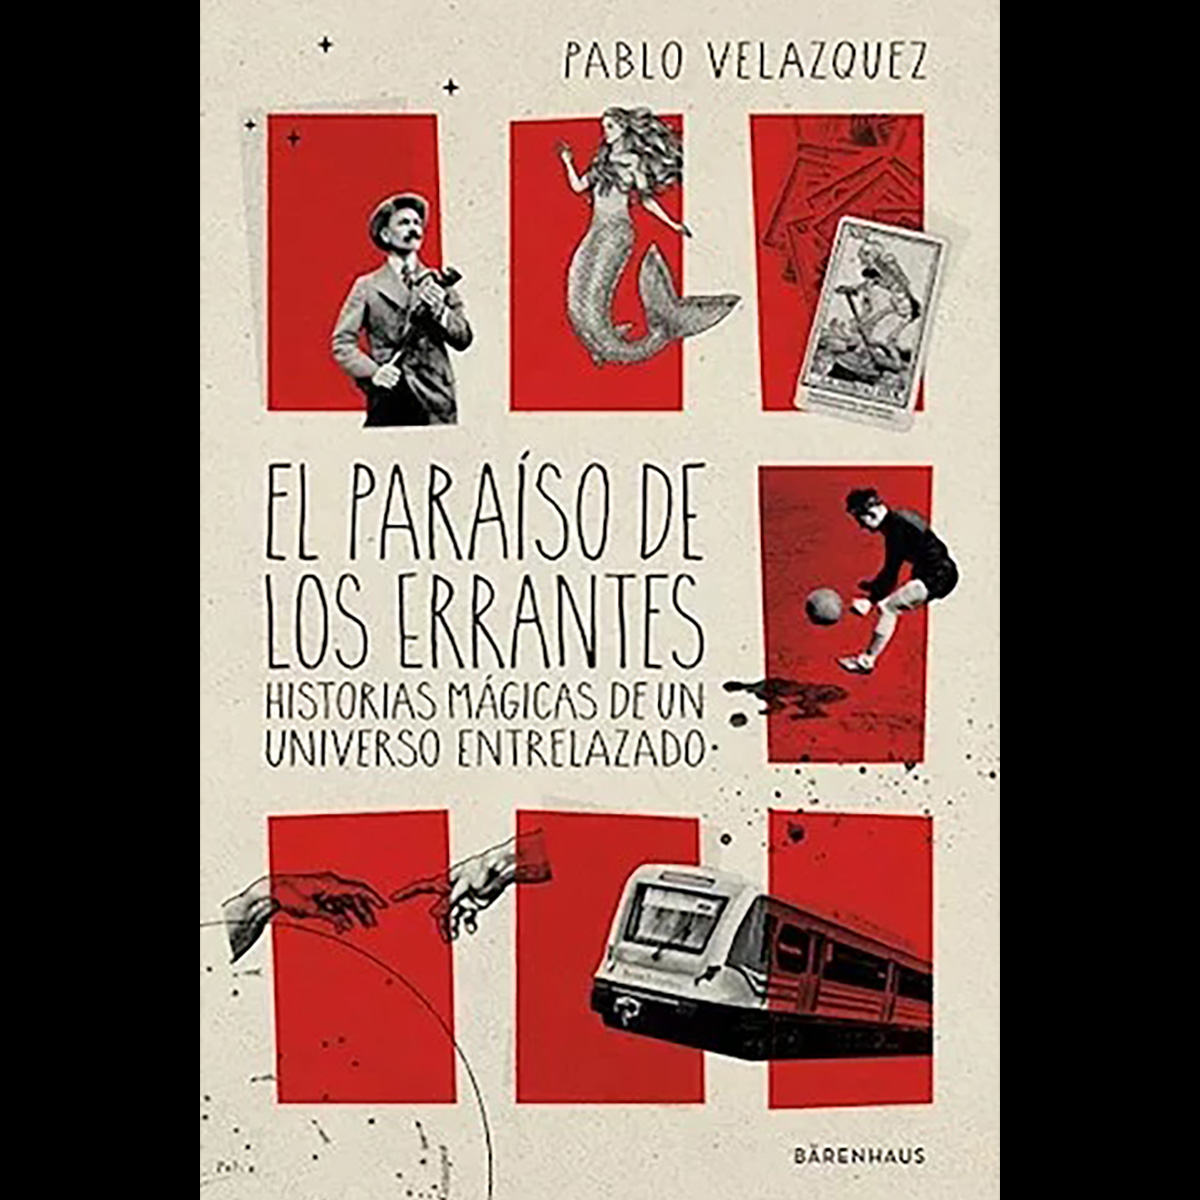 PABLO VELAZQUEZ
EL PARAÍSO DE
LOS ERRANTES
HISTORIAS MÁGICAS DE UN
UNIVERSO ENTRELAZADO
BÄRENHAUS